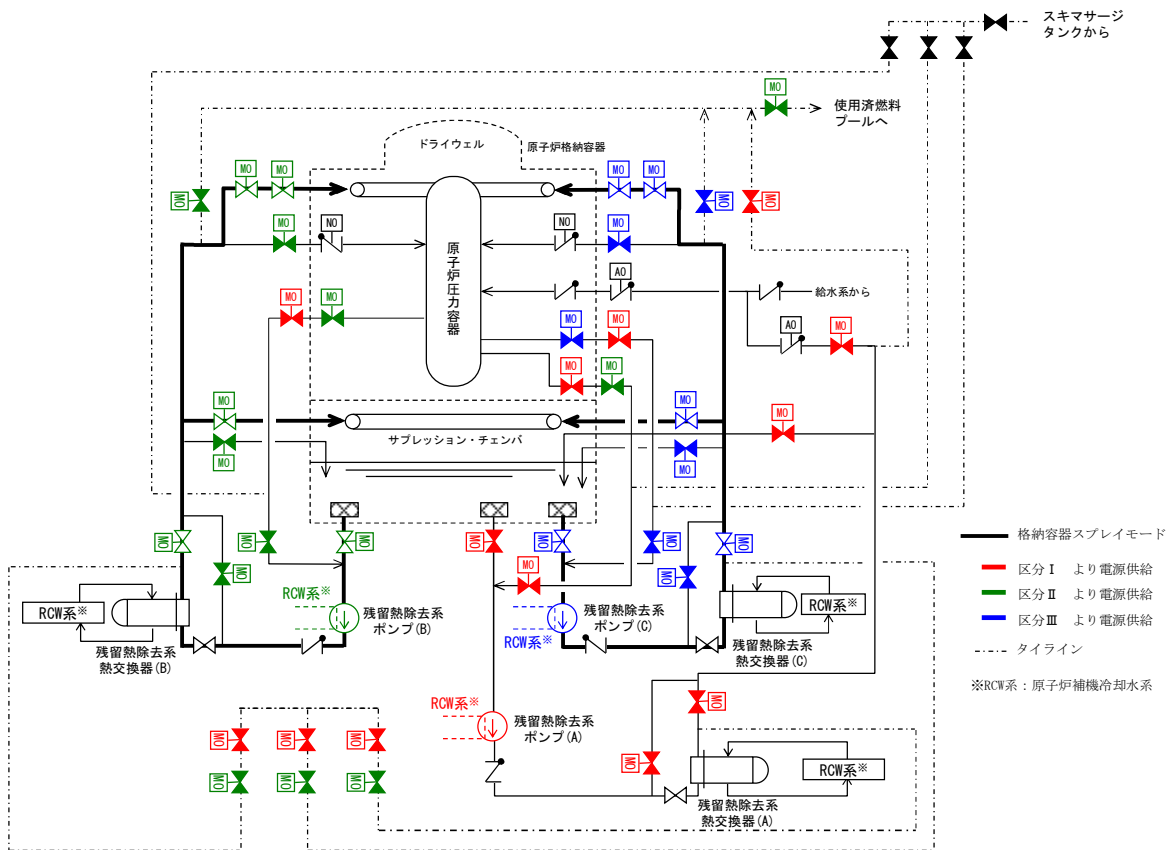 スキマサージ
タンクから
MO
使用済燃料
プールへ
ドライウェル
原子炉格納容器
MO
MO
MO
MO
MO
MO
MO
MO
NO
NO
MO
原子炉圧力容器
AO
給水系から
MO
MO
MO
MO
AO
MO
MO
MO
MO
MO
MO
サプレッション・チェンバ
MO
MO
MO
MO
MO
MO
MO
MO
MO
格納容器スプレイモード
MO
MO
MO
区分Ⅰ より電源供給
RCW系※
区分Ⅱ より電源供給
RCW系※
残留熱除去系
ポンプ(B)
残留熱除去系
ポンプ(C)
RCW系※
RCW系※
区分Ⅲ より電源供給
タイライン
残留熱除去系
熱交換器(B)
残留熱除去系
熱交換器(C)
※RCW系：原子炉補機冷却水系
RCW系※
MO
残留熱除去系
ポンプ(A)
MO
MO
MO
MO
RCW系※
MO
MO
MO
残留熱除去系
熱交換器(A)